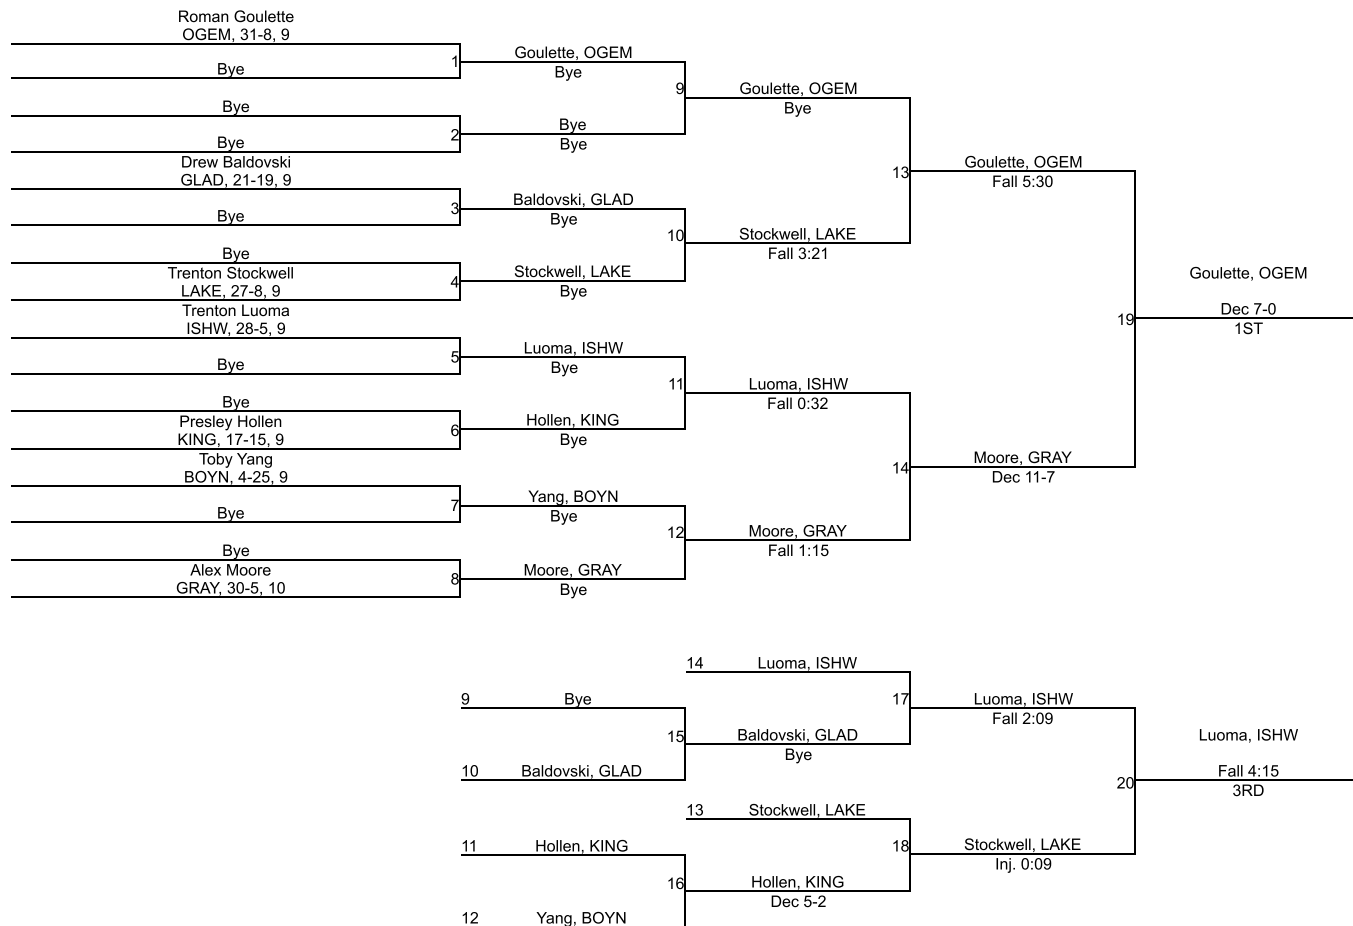 Roman Goulette
OGEM, 31-8, 9
Bye
1
Goulette, OGEM
Bye
Bye
Bye
2
Bye
Bye
9
Goulette, OGEM
Bye
Drew Baldovski
GLAD, 21-19, 9
Bye
3
Baldovski, GLAD
Bye
Bye
Trenton Stockwell
LAKE, 27-8, 9
4
Stockwell, LAKE
Bye
10
Stockwell, LAKE
Fall 3:21
13
Goulette, OGEM
Fall 5:30
Trenton Luoma
ISHW, 28-5, 9
Bye
5
Luoma, ISHW
Bye
Bye
Presley Hollen
KING, 17-15, 9
6
Hollen, KING
Bye
11
Luoma, ISHW
Fall 0:32
Toby Yang
BOYN, 4-25, 9
Bye
7
Yang, BOYN
Bye
Bye
Alex Moore
GRAY, 30-5, 10
8
Moore, GRAY
Bye
12
Moore, GRAY
Fall 1:15
14
Moore, GRAY
Dec 11-7
19
Goulette, OGEM
Dec 7-0
1ST
14 Luoma, ISHW
9 Bye
10 Baldovski, GLAD
15
Baldovski, GLAD
Bye
17
Luoma, ISHW
Fall 2:09
13 Stockwell, LAKE
11 Hollen, KING
12 Yang, BOYN
16
Hollen, KING
Dec 5-2
18
Stockwell, LAKE
Inj. 0:09
20
Luoma, ISHW
Fall 4:15
3RD